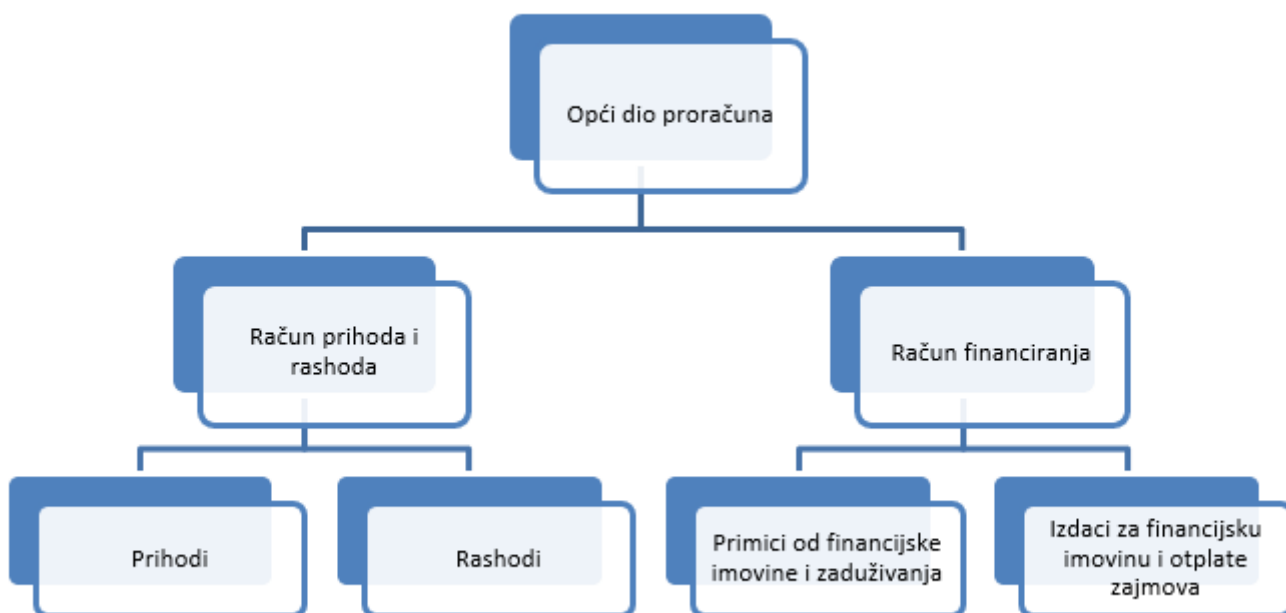 Opći dio proračuna
Račun prihoda i
rashoda
Račun financiranja
Prihodi
Rashodi
Primici od financijske
imovine i zaduživanja
Izdaci za financijsku
imovinu i otplate
zajmova